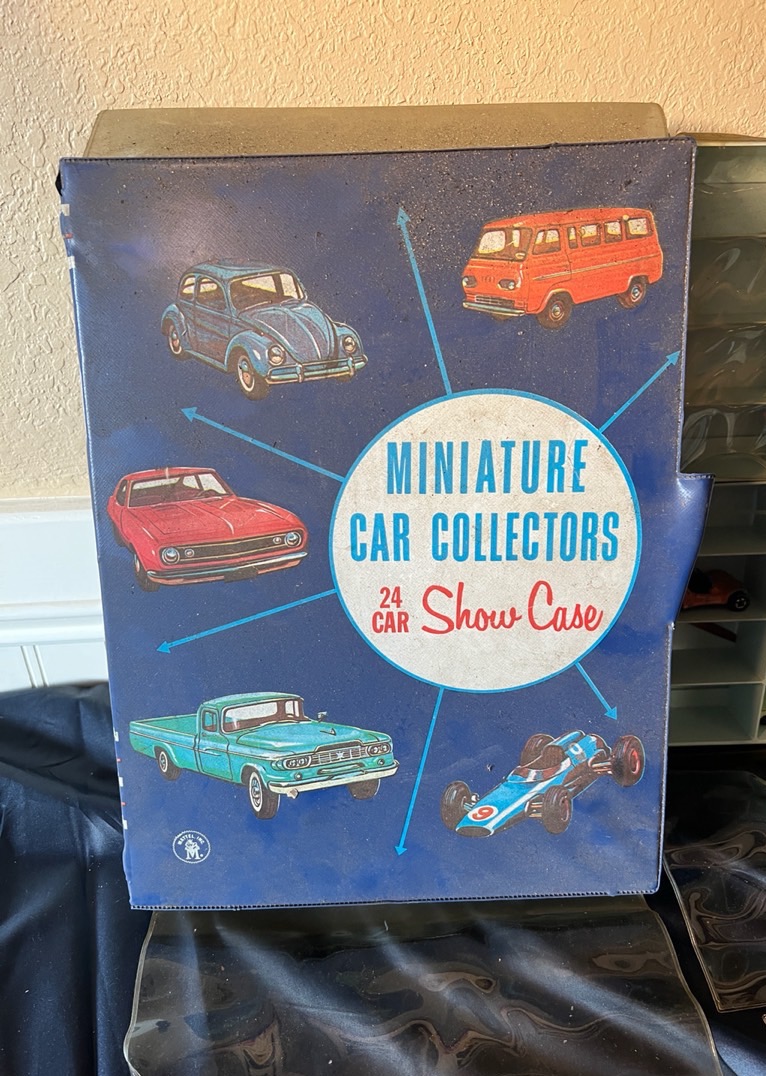 MINIATURE
CAR COLLECTORS
24
CAR
Show Case
9
MATTEL, INC.
M